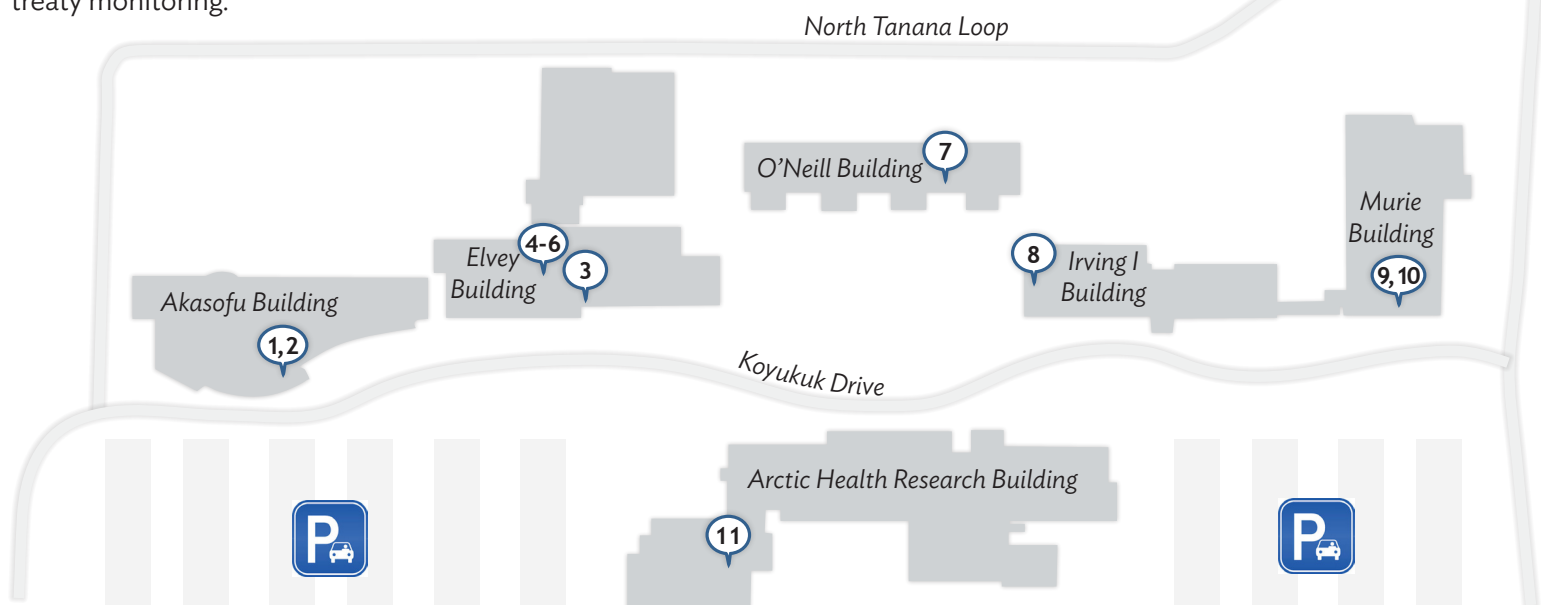 treaty monitoring.
North Tanana Loop
7
O’Neill Building
Murie
Building
4-6
Elvey
Building
3
8
Irving I
Building
9, 10
Akasofu Building
1,2
Koyukuk Drive
Arctic Health Research Building
11
P
P